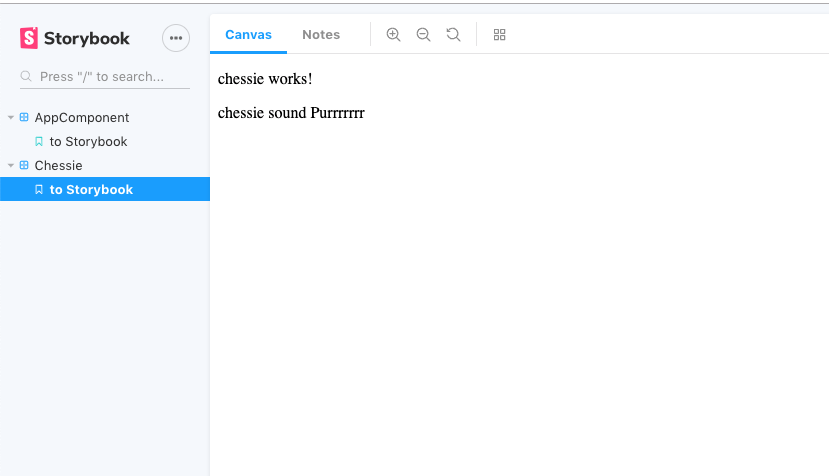 Storybook
Press "/" to search...
AppComponent
to Storybook
Chessie
to Storybook
Canvas
Notes
chessie works!
chessie sound Purrrrrrr